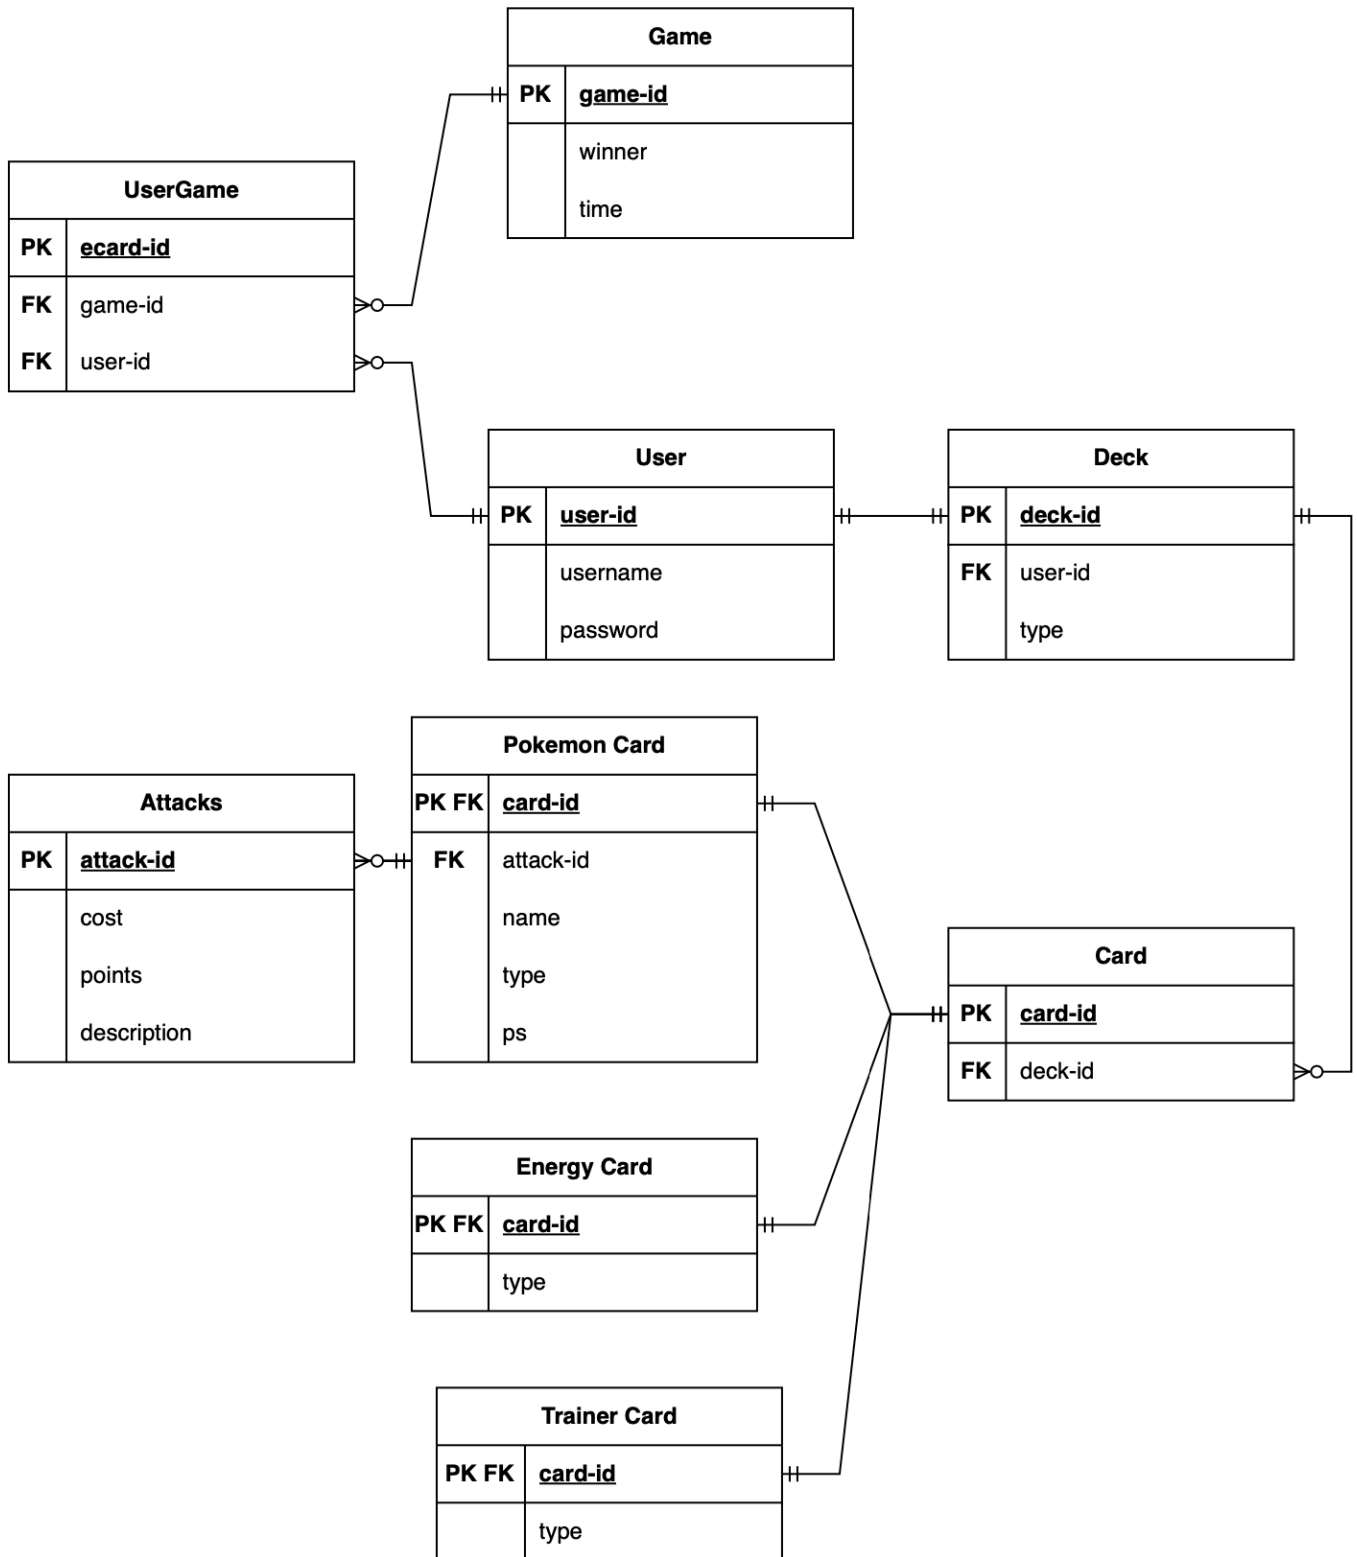 Game
PK game-id
winner
time
UserGame
PK ecard-id
FK game-id
FK user-id
User
PK user-id
username
password
Deck
PK deck-id
FK user-id
type
Pokemon Card
PK FK card-id
FK attack-id
name
type
ps
Attacks
PK attack-id
cost
points
description
Card
PK card-id
FK deck-id
Energy Card
PK FK card-id
type
Trainer Card
PK FK card-id
type